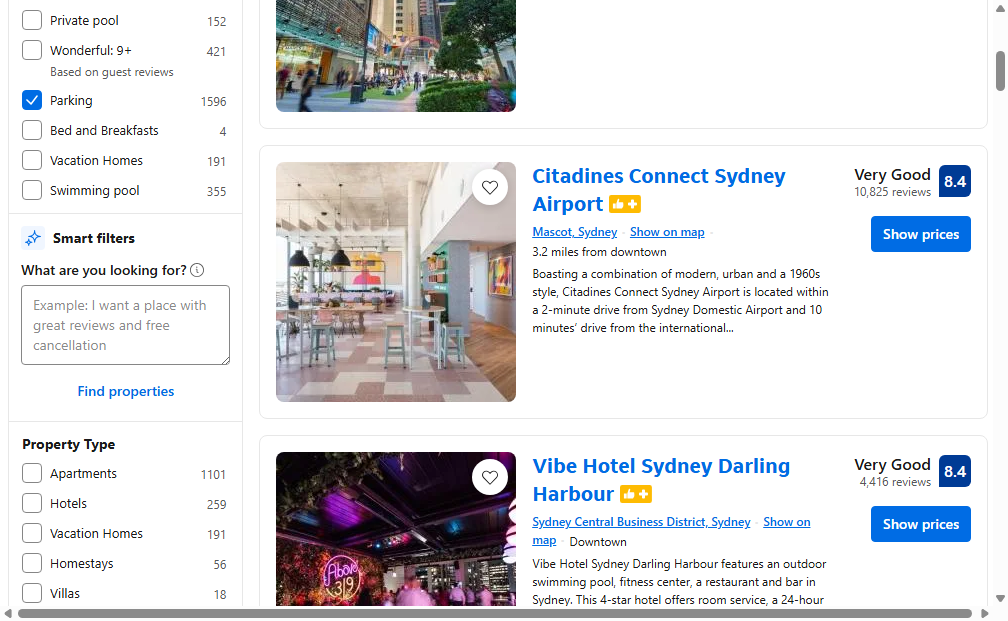 Private pool 152
Wonderful: 9+ 421
Based on guest reviews
Parking 1596
Bed and Breakfasts 4
Vacation Homes 191
Swimming pool 355
Smart filters
What are you looking for?
Example: I want a place with
great reviews and free
cancellation
Find properties
Property Type
Apartments 1101
Hotels 259
Vacation Homes 191
Homestays 56
Villas 18
Citadines Connect Sydney
Airport
Mascot, Sydney · Show on map ·
3.2 miles from downtown
Boasting a combination of modern, urban and a 1960s
style, Citadines Connect Sydney Airport is located within
a 2-minute drive from Sydney Domestic Airport and 10
minutes’ drive from the international...
Very Good 8.4
10,825 reviews
Show prices
Above
319
Vibe Hotel Sydney Darling
Harbour
Sydney Central Business District, Sydney · Show on
map · Downtown
Vibe Hotel Sydney Darling Harbour features an outdoor
swimming pool, fitness center, a restaurant and bar in
Sydney. This 4-star hotel offers room service, a 24-hour
Very Good 8.4
4,416 reviews
Show prices